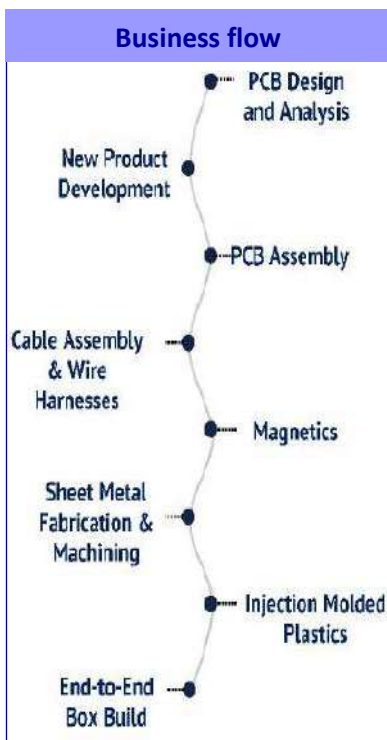 Business flow
PCB Design
and Analysis
New Product
Development
PCB Assembly
Cable Assembly
& Wire
Harnesses
Magnetics
Sheet Metal
Fabrication &
Machining
Injection Molded
Plastics
End-to-End
Box Build